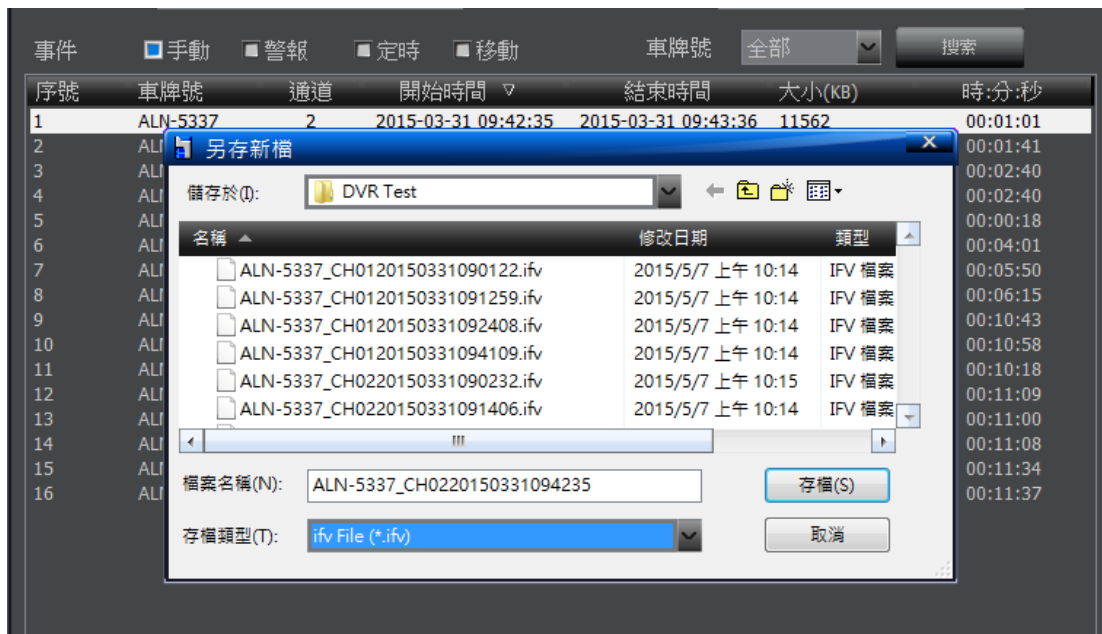 事件 手動 警報 定時 移動 車牌號 全部 搜索
序號 車牌號 通道 開始時間 結束時間 大小(KB) 時:分:秒
1 ALN-5337 2 2015-03-31 09:42:35 2015-03-31 09:43:36 11562 00:01:01
2 00:01:41
3 00:02:40
4 00:02:40
5 00:00:18
6 00:04:01
7 00:05:50
8 00:06:15
9 00:10:43
10 00:10:58
11 00:10:18
12 00:11:09
13 00:11:00
14 00:11:08
15 00:11:34
16 00:11:37
另存新檔
儲存於(I): DVR Test
名稱 修改日期 類型
ALN-5337_CH0120150331090122.ifv 2015/5/7 上午 10:14 IFV 檔案
ALN-5337_CH0120150331091259.ifv 2015/5/7 上午 10:14 IFV 檔案
ALN-5337_CH0120150331092408.ifv 2015/5/7 上午 10:14 IFV 檔案
ALN-5337_CH0120150331094109.ifv 2015/5/7 上午 10:14 IFV 檔案
ALN-5337_CH0220150331090232.ifv 2015/5/7 上午 10:15 IFV 檔案
ALN-5337_CH0220150331091406.ifv 2015/5/7 上午 10:14 IFV 檔案
檔案名稱(N): ALN-5337_CH0220150331094235 存檔(S)
存檔類型(T): ifv File (*.ifv) 取消